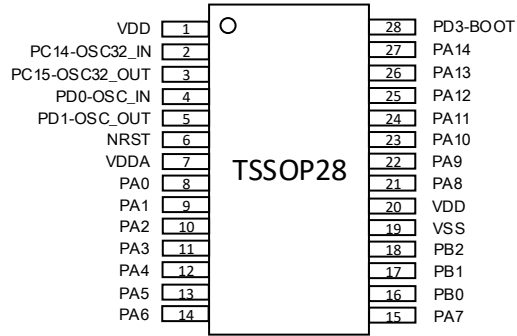 VDD 1 28 PD3-BOOT
PC14-OSC32_IN 2 27 PA14
PC15-OSC32_OUT 3 26 PA13
PD0-OSC_IN 4 25 PA12
PD1-OSC_OUT 5 24 PA11
NRST 6 23 PA10
VDDA 7 22 PA9
TSSOP28
PA0 8 21 PA8
PA1 9 20 VDD
PA2 10 19 VSS
PA3 11 18 PB2
PA4 12 17 PB1
PA5 13 16 PB0
PA6 14 15 PA7